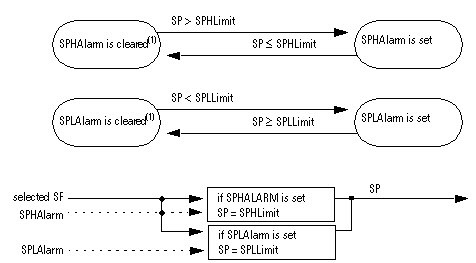 SP > SPHLimit
SPHAlarm is cleared(1)
SP ≤ SPHLimit
SPHAlarm is set
SP < SPLLimit
SPLAlarm is cleared(1)
SP ≥ SPLLimit
SPLAlarm is set
SP
selected SF
if SPHALARM is set
SPHAlarm
SP = SPHLimit
if SPLAlarm is set
SPLAlarm
SP = SPLLimit